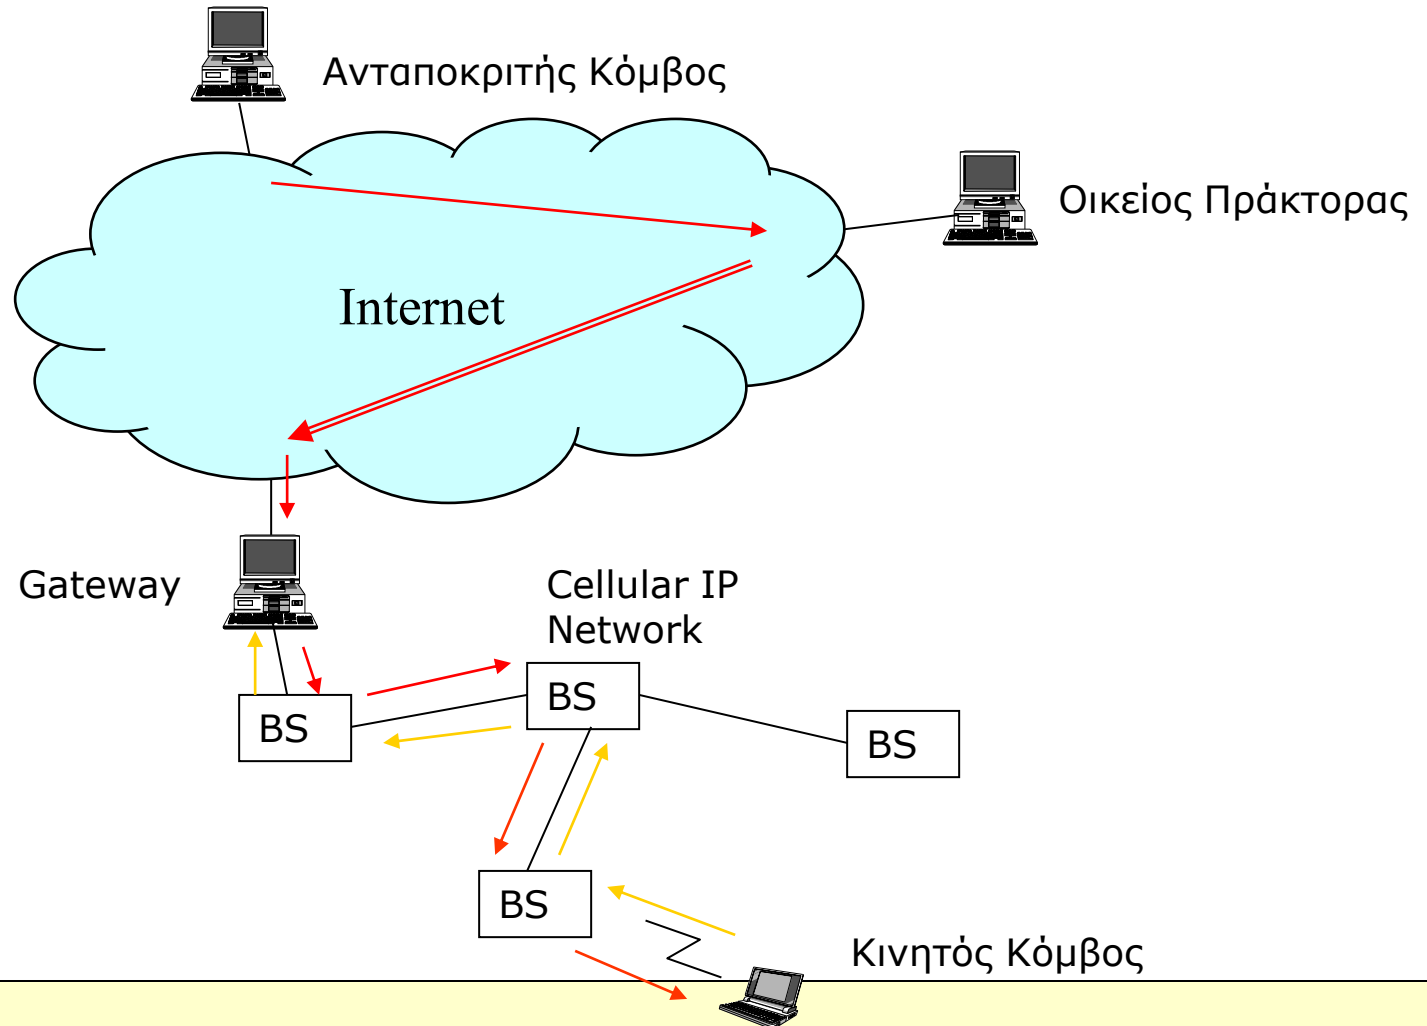 Ανταποκριτής Κόμβος
Οικείος Πράκτορας
Internet
Gateway
Cellular IP
Network
BS
BS
BS
BS
Κινητός Κόμβος